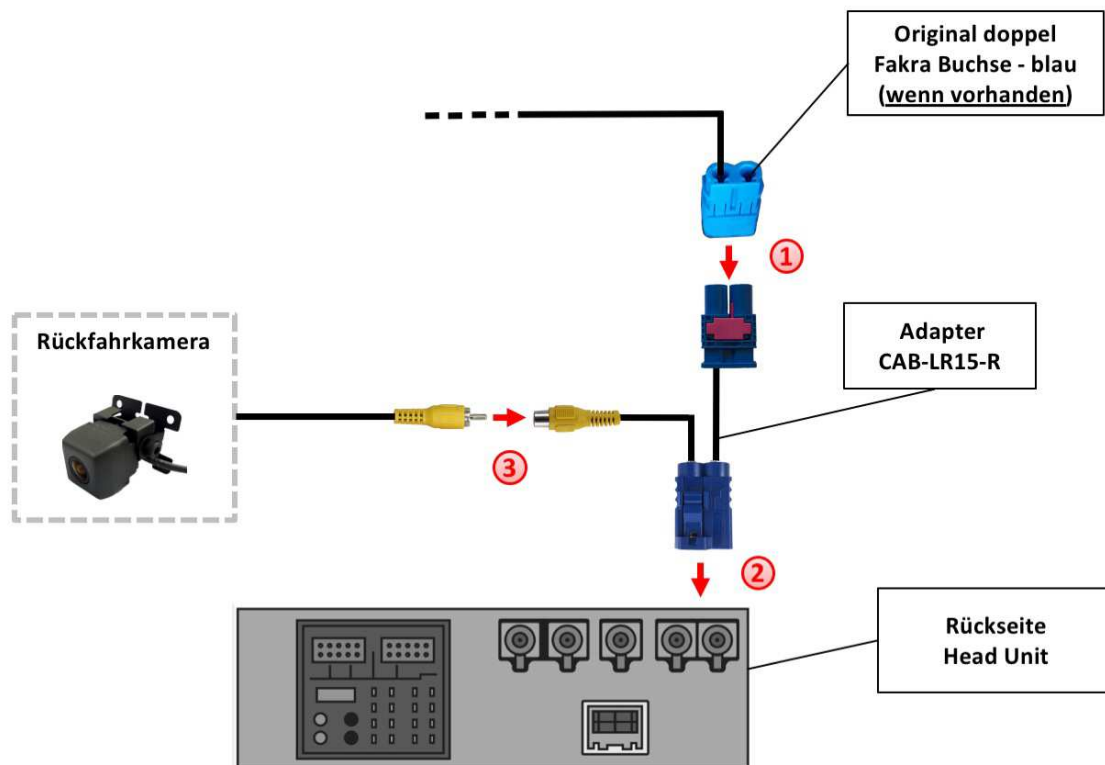 Original doppel
Fakra Buchse - blau
(wenn vorhanden)
1
Rückfahrkamera
Adapter
CAB-LR15-R
3
2
Rückseite
Head Unit